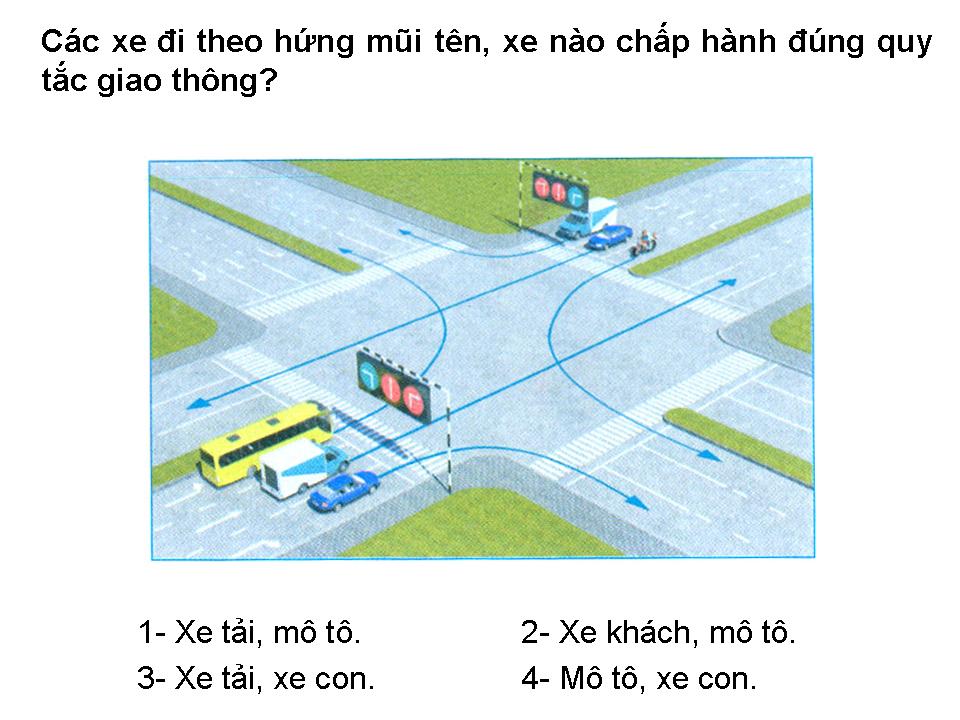 Các xe đi theo hứng mũi tên, xe nào chấp hành đúng quy
tắc giao thông?
1- Xe tải, mô tô.
2- Xe khách, mô tô.
3- Xe tải, xe con.
4- Mô tô, xe con.